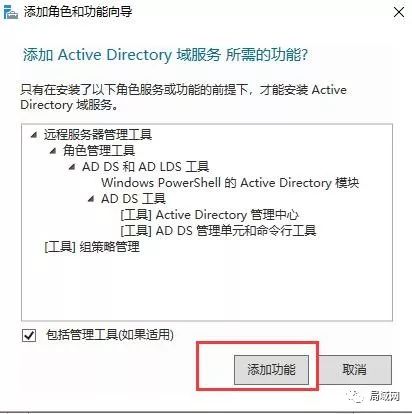 添加角色和功能向导
添加 Active Directory 域服务 所需的功能?
只有在安装了以下角色服务或功能的前提下，才能安装 Active
Directory 域服务。
远程服务器管理工具
角色管理工具
AD DS 和 AD LDS 工具
Windows PowerShell 的 Active Directory 模块
AD DS 工具
[工具] Active Directory 管理中心
[工具] AD DS 管理单元和命令行工具
[工具] 组策略管理
包括管理工具(如果适用)
添加功能
取消
局域网